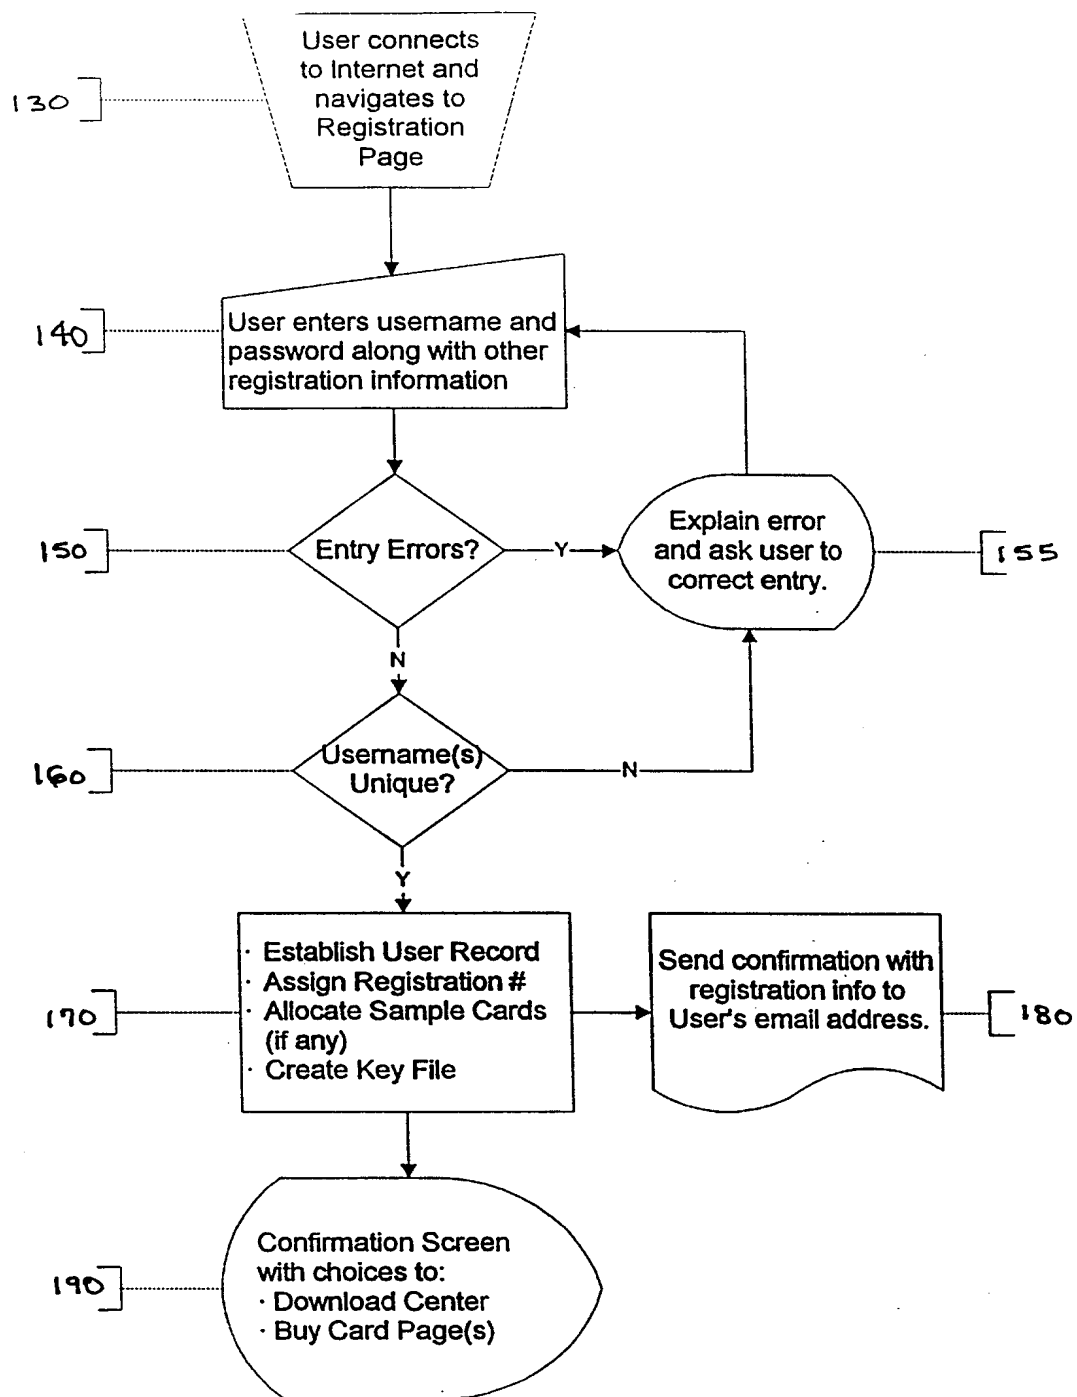 User connects
to Internet and
navigates to
Registration
Page
130
User enters username and
password along with other
registration information
140
Entry Errors?
150
Y
Explain error
and ask user to
correct entry.
155
N
Username(s)
Unique?
160
N
Y
· Establish User Record
· Assign Registration #
· Allocate Sample Cards
(if any)
· Create Key File
170
Send confirmation with
registration info to
User's email address.
180
Confirmation Screen
with choices to:
· Download Center
· Buy Card Page(s)
190